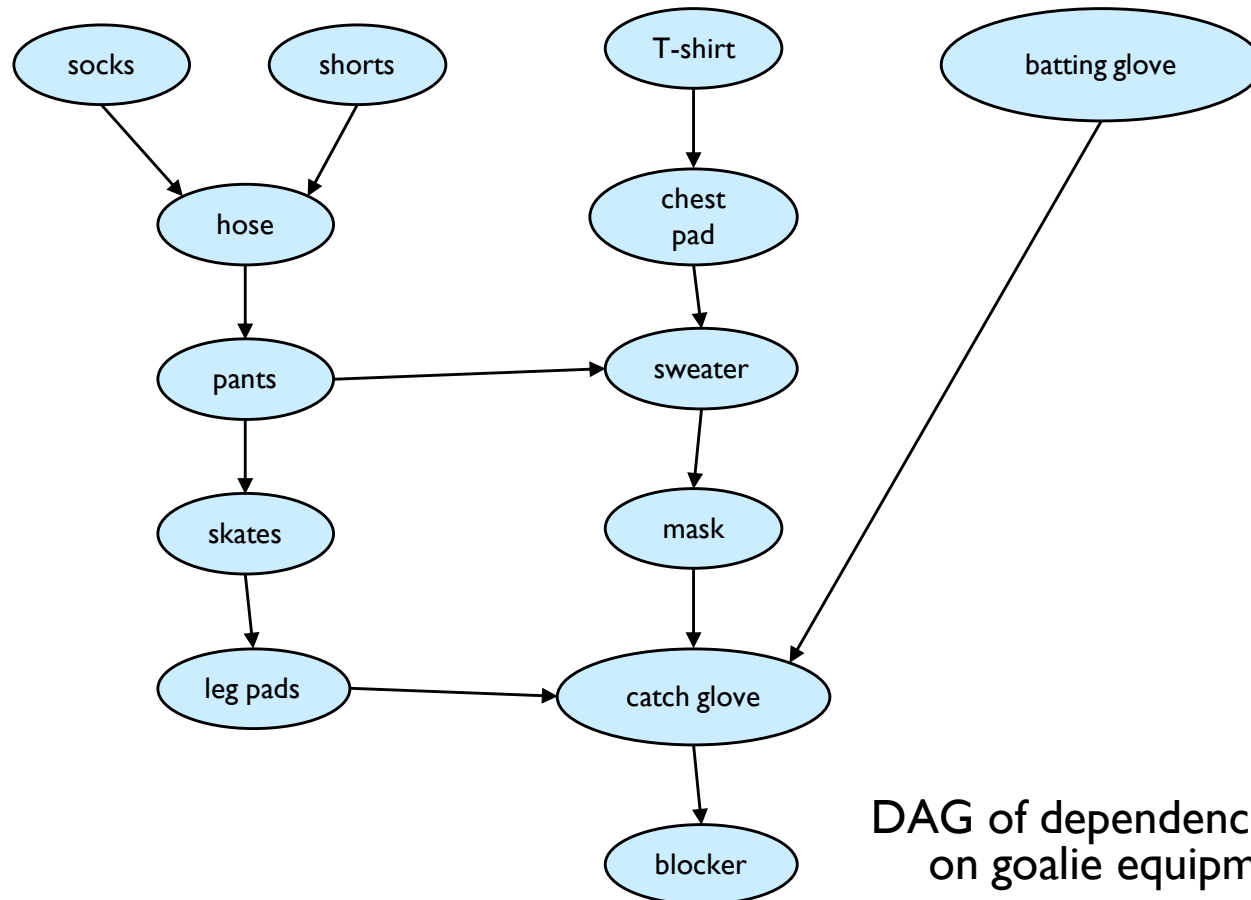 socks
shorts
T-shirt
batting glove
hose
chest
pad
pants
sweater
skates
mask
leg pads
catch glove
blocker
DAG of dependenc
on goalie equipm